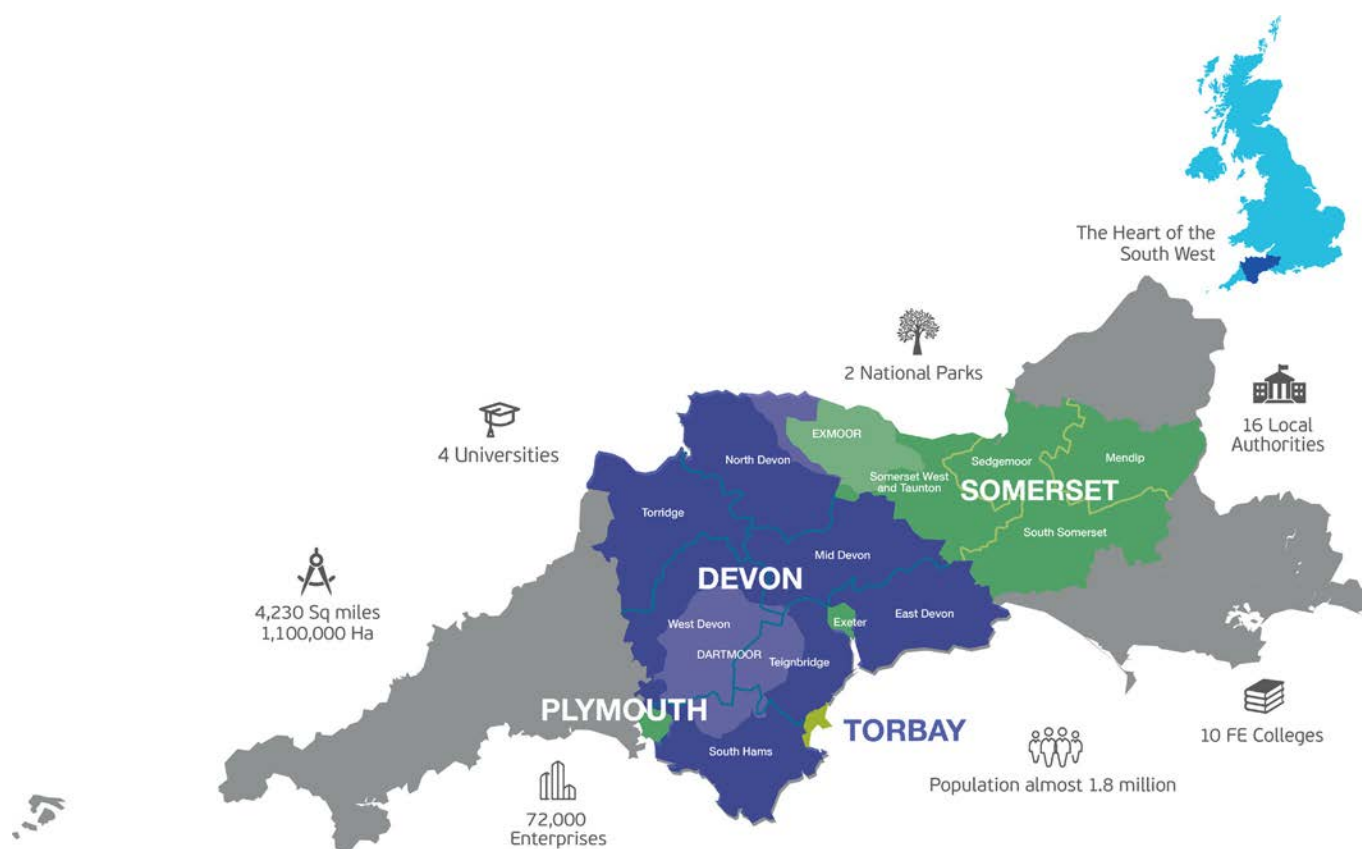 The Heart of the
South West
2 National Parks
16 Local
Authorities
4 Universities
EXMOOR
North Devon
Sedgemoor
Mendip
Somerset West
and Taunton
SOMERSET
Torridge
South Somerset
Mid Devon
DEVON
4,230 Sq miles
1,100,000 Ha
West Devon
Exeter
East Devon
DARTMOOR
Teignbridge
PLYMOUTH
TORBAY
10 FE Colleges
South Hams
Population almost 1.8 million
72,000
Enterprises